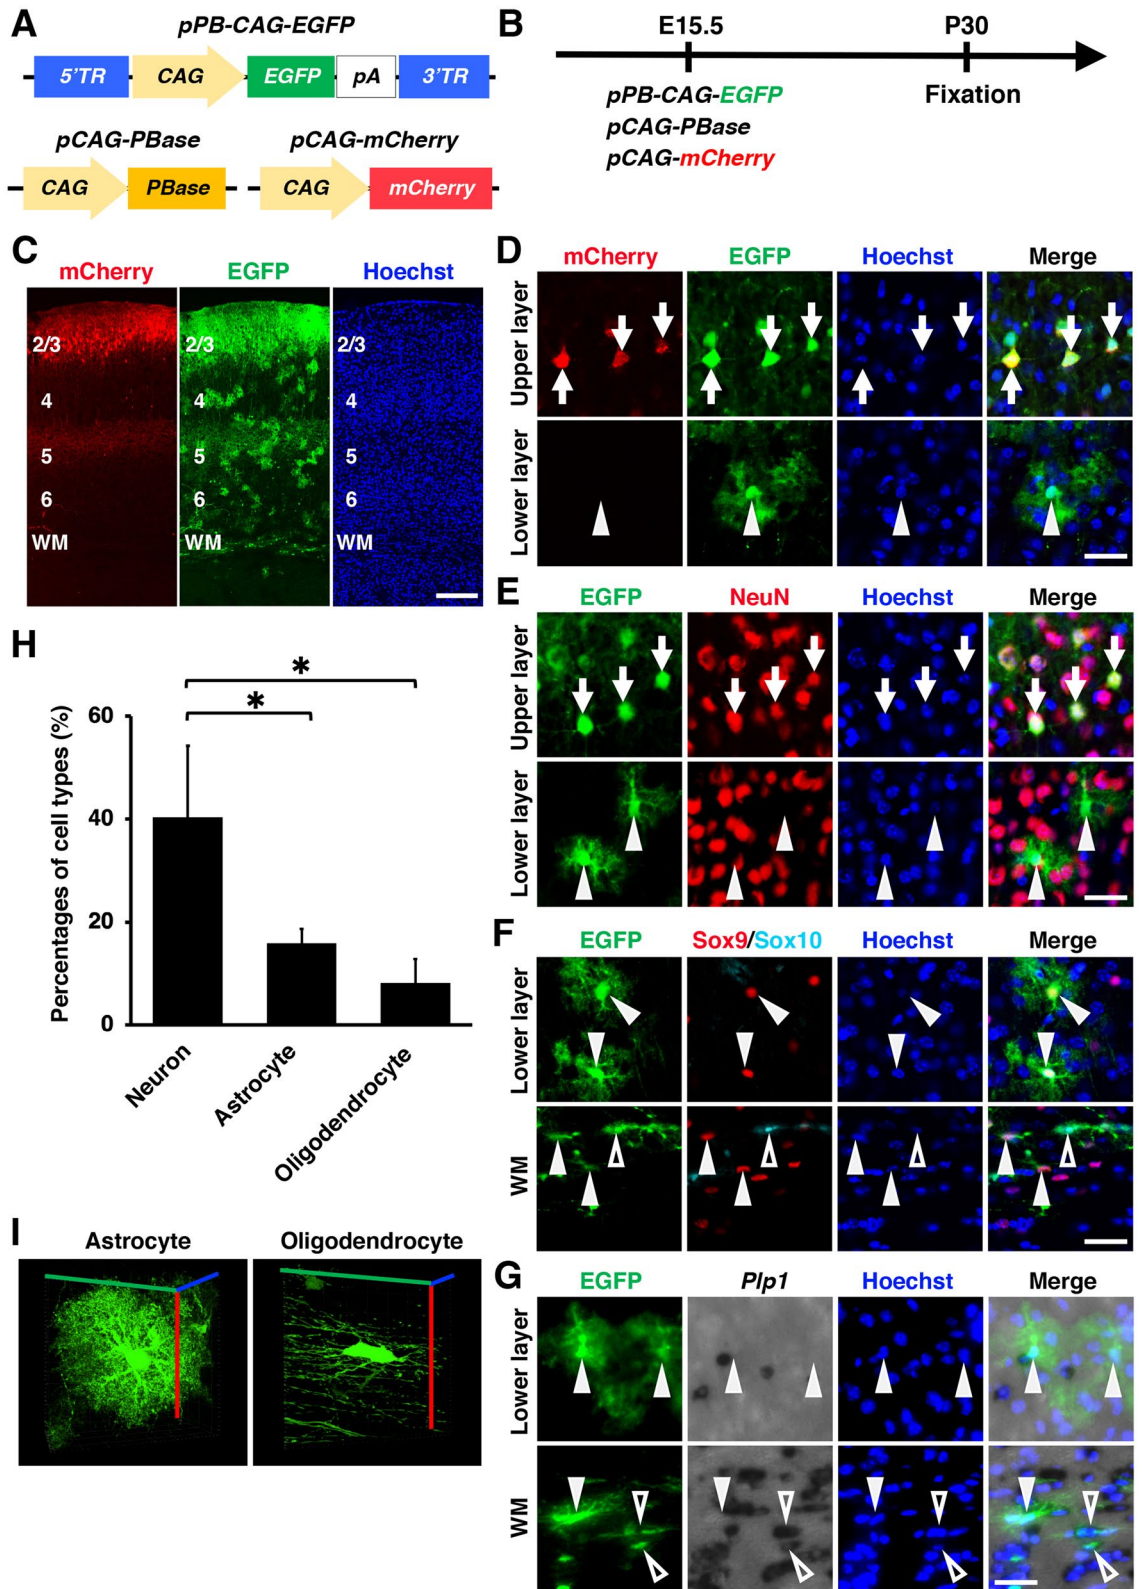 A
pPB-CAG-EGFP
5'TR CAG EGFP pA 3'TR
pCAG-PBase pCAG-mCherry
CAG PBase CAG mCherry
B
E15.5 P30
pPB-CAG-EGFP Fixation
pCAG-PBase
pCAG-mCherry
C
mCherry EGFP Hoechst
2/3 2/3 2/3
4 4 4
5 5 5
6 6 6
WM WM WM
D
mCherry EGFP Hoechst Merge
Upper layer
Lower layer
E
EGFP NeuN Hoechst Merge
Upper layer
Lower layer
F
EGFP Sox9/Sox10 Hoechst Merge
Lower layer
WM
G
EGFP Plp1 Hoechst Merge
Lower layer
WM
H
Percentages of cell types (%)
60
40
20
0
* 
*
Neuron
Astrocyte
Oligodendrocyte
I
Astrocyte Oligodendrocyte